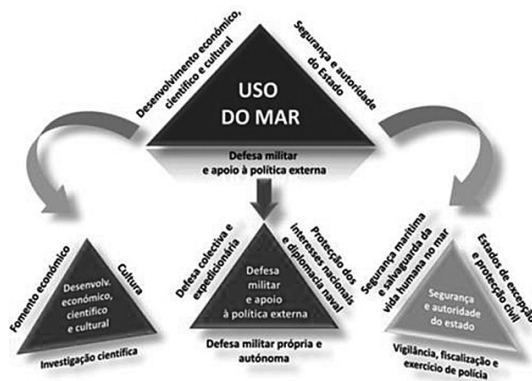 Desenvolvimento económico,
científico e cultural
Segurança e autoridade
do Estado
USO
DO MAR
Defesa militar
e apoio à política externa
Fomento económico
Cultura
Desenvolv.
económico,
científico
e cultural
Investigação científica
Defesa colectiva e
expedicionária
Protecção dos
interesses nacionais
e diplomacia naval
Defesa
militar
e apoio
à política externa
Defesa militar própria e
autónoma
Segurança marítima
e salvaguarda da
vida humana no mar
Estados de excepção
e protecção civil
Segurança
e autoridade
do estado
Vigilância, fiscalização e
exercício de polícia